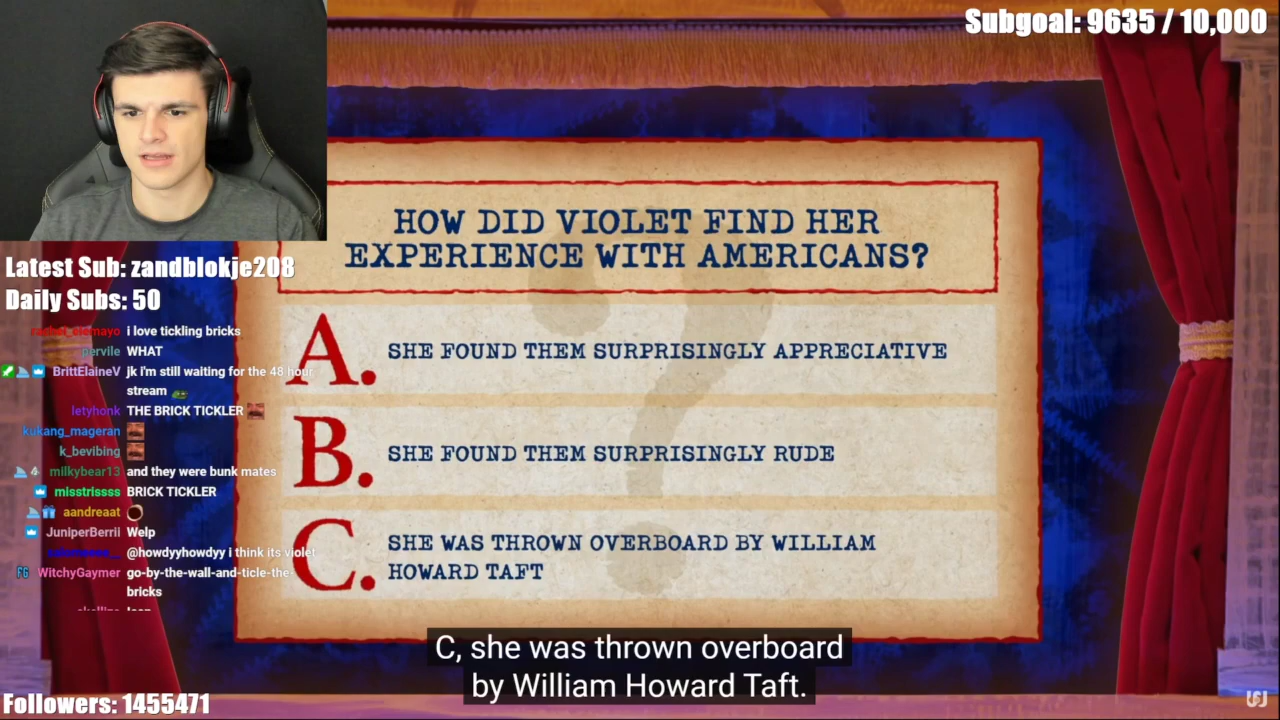 Subgoal: 9635 / 10,000
HOW DID VIOLET FIND HER
EXPERIENCE WITH AMERICANS?
A. SHE FOUND THEM SURPRISINGLY APPRECIATIVE
B. SHE FOUND THEM SURPRISINGLY RUDE
C. SHE WAS THROWN OVERBOARD BY WILLIAM
HOWARD TAFT
Latest Sub: zandblokje208
Daily Subs: 50
i love tickling bricks
pervile WHAT
BrittElaineV jk i'm still waiting for the 48 hour
stream
letyhonk THE BRICK TICKLER
kukang_mageran
k_bevibing
4 milkybear13 and they were bunk mates
misstrissss BRICK TICKLER
aandreaat
JuniperBerrii Welp
@howdyyhowdyy i think its violet
FG WitchyGaymer go-by-the-wall-and-ticle-the-
bricks
C, she was thrown overboard
by William Howard Taft.
Followers: 1455471